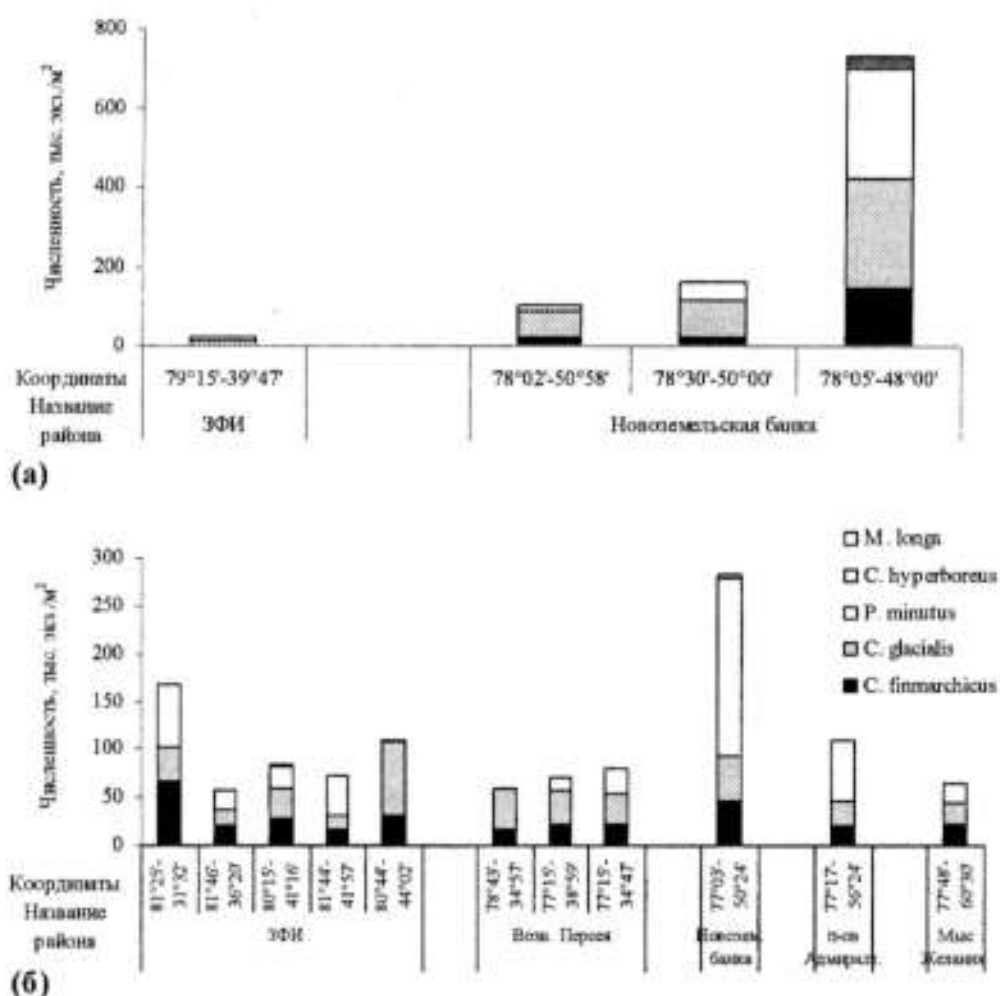 800
600
400
200
0
Численность, тыс. экз./м²
Координаты 79°15'-39°47' 78°02'-50°58' 78°30'-50°00' 78°05'-48°00'
Название
района ЗФИ Новоземельская банка
(а)
300
250
200
150
100
50
0
Численность, тыс. экз./м²
M. longa
C. hyperboreus
P. minutus
C. glacialis
C. finmarchicus
Координаты
81°25'-
31°32'
81°46'-
36°20'
80°15'-
41°16'
81°44'-
41°57'
80°44'-
44°02'
78°43'-
34°57'
77°15'-
38°59'
77°15'-
34°47'
77°03'-
50°24'
77°17'-
56°24'
77°48'-
60°30'
Название
района
ЗФИ
Возв. Персея
Новозем.
банка
п-ов
Адмиралт.
Мыс
Желания
(б)